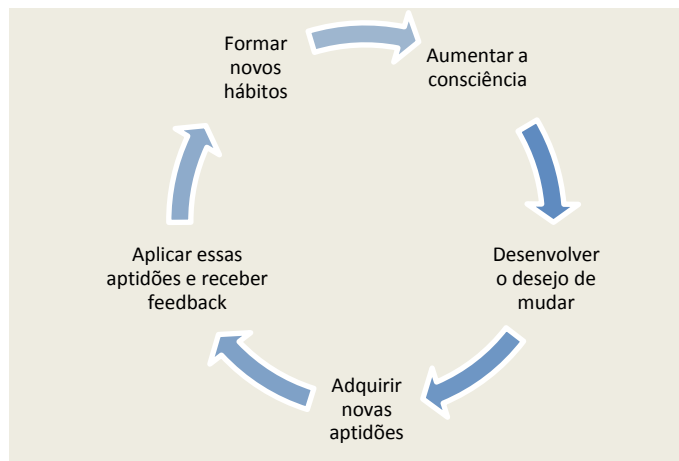 Formar
novos
hábitos
Aumentar a
consciência
Desenvolver
o desejo de
mudar
Adquirir
novas
aptidões
Aplicar essas
aptidões e receber
feedback